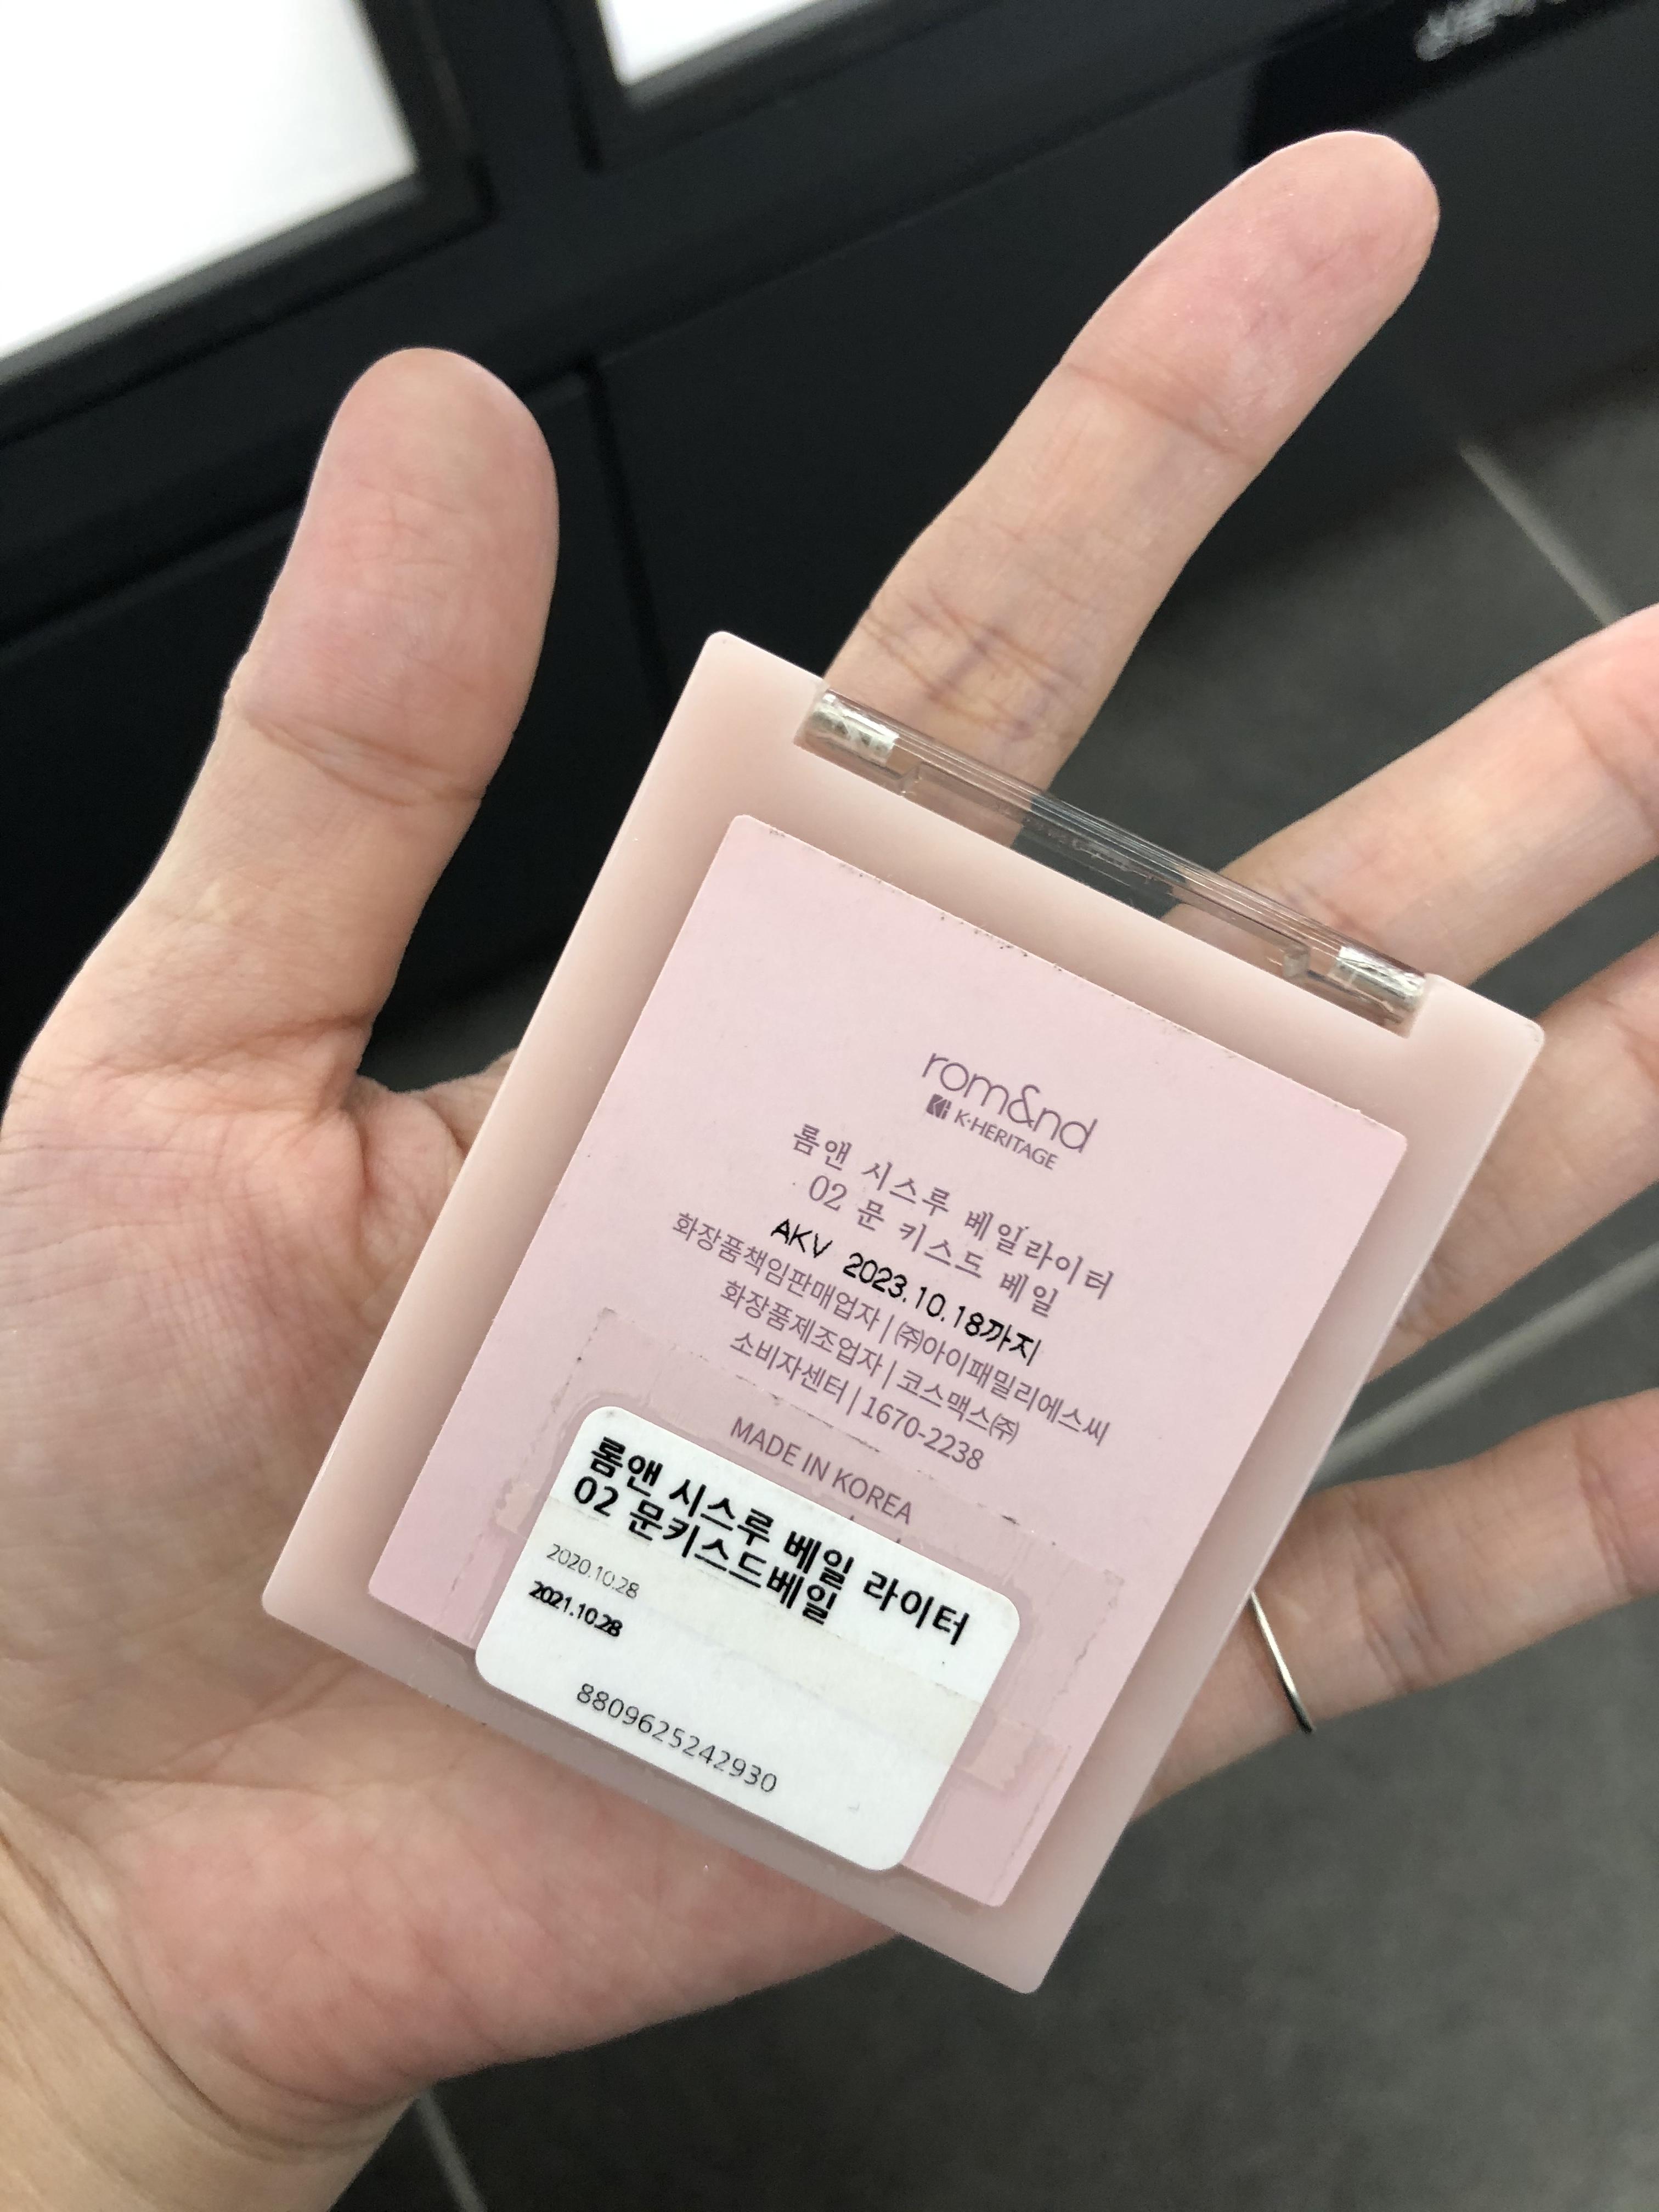 rom&nd
K·HERITAGE
롬앤 시스루 베일라이터
02 문 키스드 베일
AKV 2023.10.18까지
화장품책임판매업자 | ㈜아이패밀리에스씨
화장품제조업자 | 코스맥스㈜
소비자센터 | 1670-2238
MADE IN KOREA
롬앤 시스루 베일 라이터
02 문키스드베일
2020.10.28
2021.10.28
8809625242930